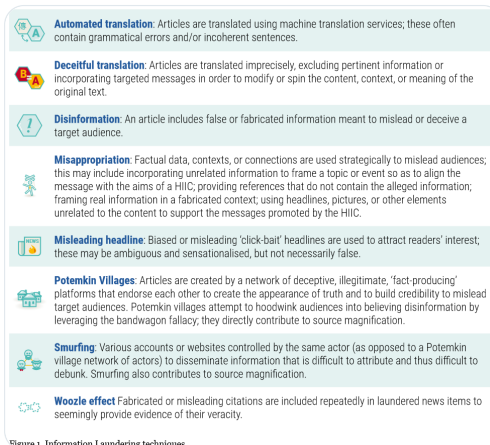 Automated translation: Articles are translated using machine translation services; these often
contain grammatical errors and/or incoherent sentences.
Deceitful translation: Articles are translated imprecisely, excluding pertinent information or
incorporating targeted messages in order to modify or spin the content, context, or meaning of the
original text.
Disinformation: An article includes false or fabricated information meant to mislead or deceive a
target audience.
Misappropriation: Factual data, contexts, or connections are used strategically to mislead audiences;
this may include incorporating unrelated information to frame a topic or event so as to align the
message with the aims of a HIIC; providing references that do not contain the alleged information;
framing real information in a fabricated context; using headlines, pictures, or other elements
unrelated to the content to support the messages promoted by the HIIC.
Misleading headline: Biased or misleading ‘click-bait’ headlines are used to attract readers’ interest;
these may be ambiguous and sensationalised, but not necessarily false.
Potemkin Villages: Articles are created by a network of deceptive, illegitimate, ‘fact-producing’
platforms that endorse each other to create the appearance of truth and to build credibility to mislead
target audiences. Potemkin villages attempt to hoodwink audiences into believing disinformation by
leveraging the bandwagon fallacy; they directly contribute to source magnification.
Smurfing: Various accounts or websites controlled by the same actor (as opposed to a Potemkin
village network of actors) to disseminate information that is difficult to attribute and thus difficult to
debunk. Smurfing also contributes to source magnification.
Woozle effect Fabricated or misleading citations are included repeatedly in laundered news items to
seemingly provide evidence of their veracity.
Figure 1. Information Laundering techniques